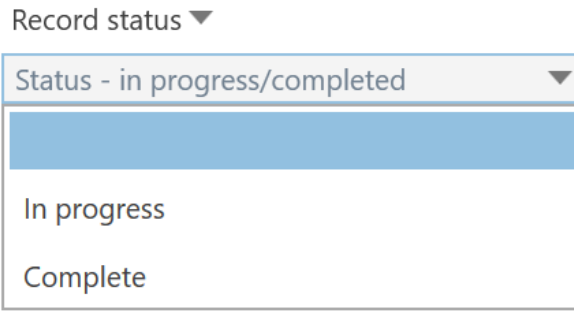 Record status
Status - in progress/completed
In progress
Complete